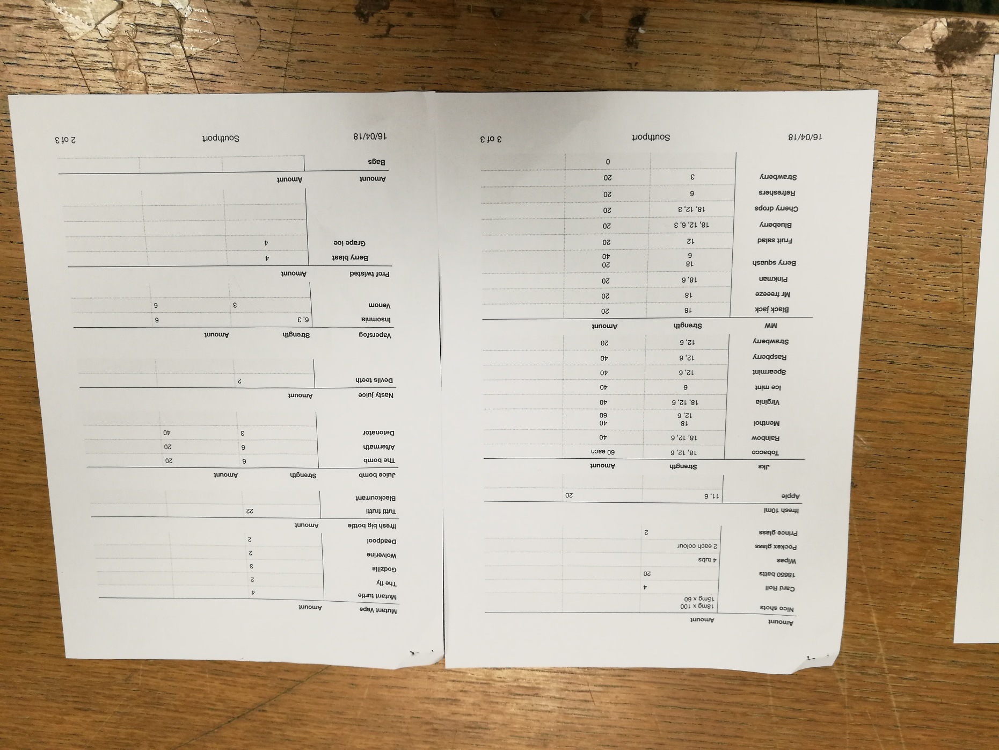 Amount Amount
Nico shots 18mg x 100
15mg x 60
Card Roll 4
18650 batts 20
Wipes 4 tubs
Pockex glass 2 each colour
Prince glass 2
Ifresh 10ml
Apple 11, 6 20
Jks Strength Amount
Tobacco 18, 12, 6 60 each
Rainbow 18, 12, 6 40
Menthol 18 40
12, 6 60
Virginia 18, 12, 6 40
Ice mint 6 40
Spearmint 12, 6 40
Raspberry 12, 6 40
Strawberry 12, 6 20
MW Strength Amount
Black jack 18 20
Mr freeeze 18 20
Pinkman 18, 6 20
Berry squash 18 20
6 40
Fruit salad 12 20
Blueberry 18, 12, 6, 3 20
Cherry drops 18, 12, 3 20
Refreshers 6 20
Strawberry 3 20
0
16/04/18 Southport 3 of 3
Mutant Vape Amount
Mutant turtle 4
The fly 2
Godzilla 3
Wolverine 2
Deadpool 2
Ifresh big bottle Amount
Tutti frutti 22
Blackcurrant
Juice bomb Strength Amount
The bomb 6 20
Aftermath 6 20
Detonator 3 40
Nasty juice Amount
Devils teeth 2
Vapersfog Strength Amount
Insomnia 6, 3 6
Venom 3 6
Prof twisted Amount
Berry blast 4
Grape ice 4
Amount Amount
Bags
16/04/18 Southport 2 of 3